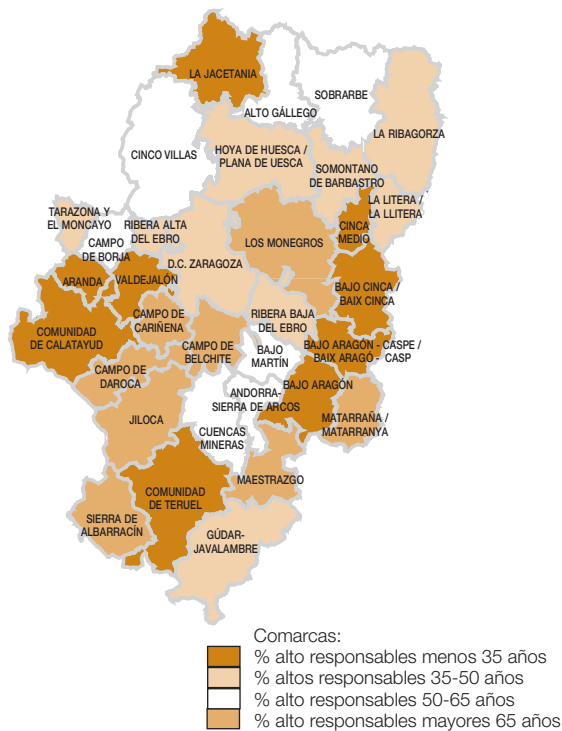 LA JACETANIA
ALTO GÁLLEGO
SOBRARBE
LA RIBAGORZA
CINCO VILLAS
HOYA DE HUESCA /
PLANA DE UESCA
SOMONTANO
DE BARBASTRO
LA LITERA /
LA LLITERA
TARAZONA Y
EL MONCAYO
CAMPO
DE BORJA
RIBERA ALTA
DEL EBRO
D.C. ZARAGOZA
LOS MONEGROS
CINCA
MEDIO
ARANDA
VALDEJALÓN
BAJO CINCA /
BAIX CINCA
COMUNIDAD
DE CALATAYUD
CAMPO DE
CARIÑENA
RIBERA BAJA
DEL EBRO
CAMPO DE
BELCHITE
BAJO
MARTÍN
BAJO ARAGÓN - CASPE /
BAIX ARAGÓ - CASP
CAMPO DE
DAROCA
ANDORRA-
SIERRA DE ARCOS
BAJO ARAGÓN
JILOCA
CUENCAS
MINERAS
MATARRAÑA /
MATARRANYA
COMUNIDAD
DE TERUEL
MAESTRAZGO
SIERRA DE
ALBARRACÍN
GÚDAR-
JAVALAMBRE
Comarcas:
% alto responsables menos 35 años
% altos responsables 35-50 años
% alto responsables 50-65 años
% alto responsables mayores 65 años